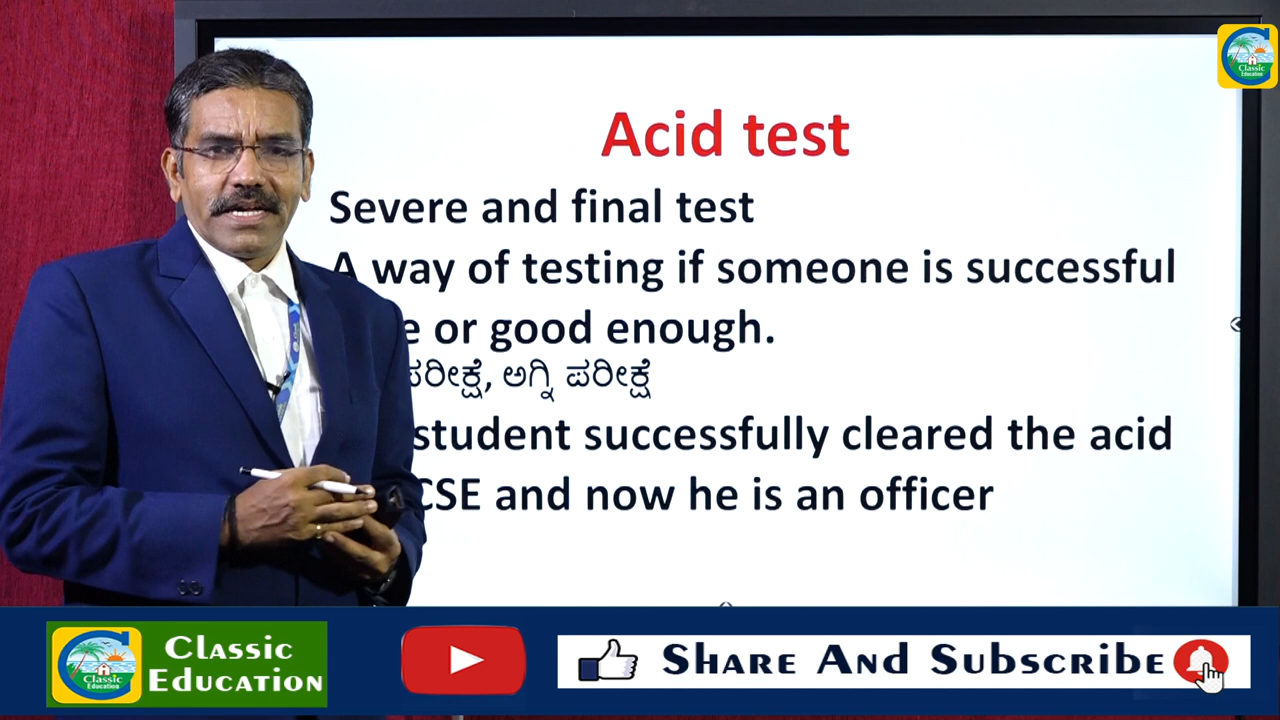 Classic
Education
Acid test
Severe and final test
A way of testing if someone is successful
or good enough.
ಪರೀಕ್ಷೆ, ಅಗ್ನಿ ಪರೀಕ್ಷೆ
student successfully cleared the acid
CSE and now he is an officer
Classic
Education
Classic
Education
Share And Subscribe